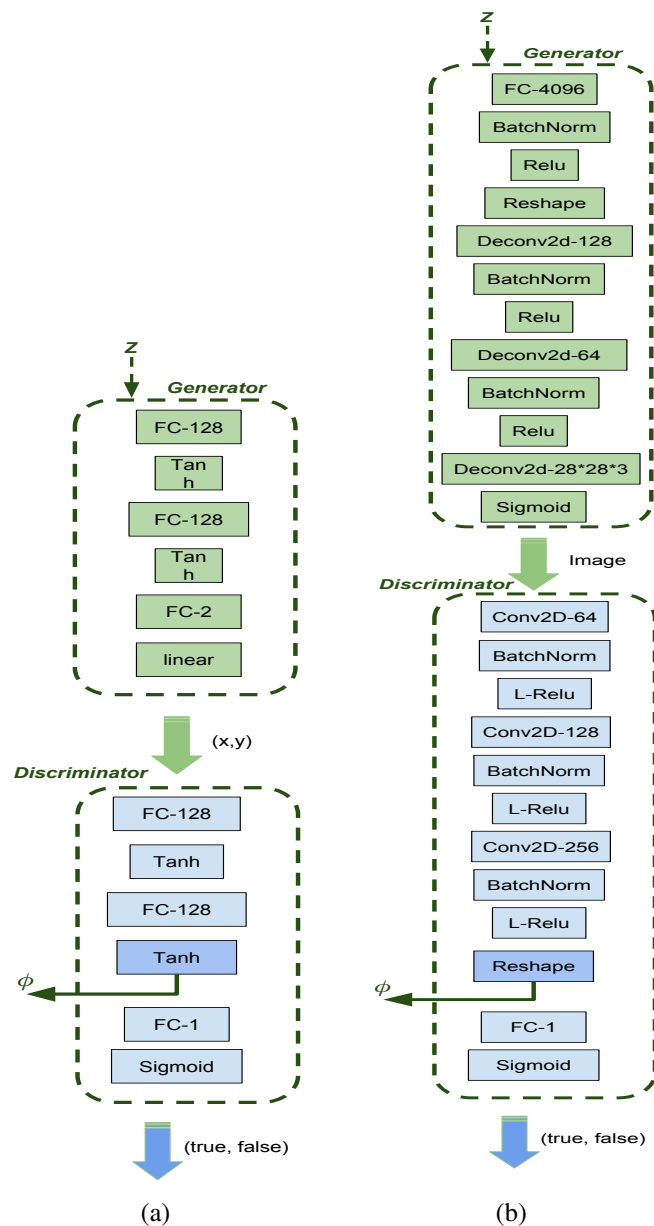 Z
Generator
FC-128
Tan
h
FC-128
Tan
h
FC-2
linear
(x,y)
Discriminator
FC-128
Tanh
FC-128
Tanh
ϕ
FC-1
Sigmoid
(true, false)
(a)
Z
Generator
FC-4096
BatchNorm
Relu
Reshape
Deconv2d-128
BatchNorm
Relu
Deconv2d-64
BatchNorm
Relu
Deconv2d-28*28*3
Sigmoid
Image
Discriminator
Conv2D-64
BatchNorm
L-Relu
Conv2D-128
BatchNorm
L-Relu
Conv2D-256
BatchNorm
L-Relu
Reshape
ϕ
FC-1
Sigmoid
(true, false)
(b)